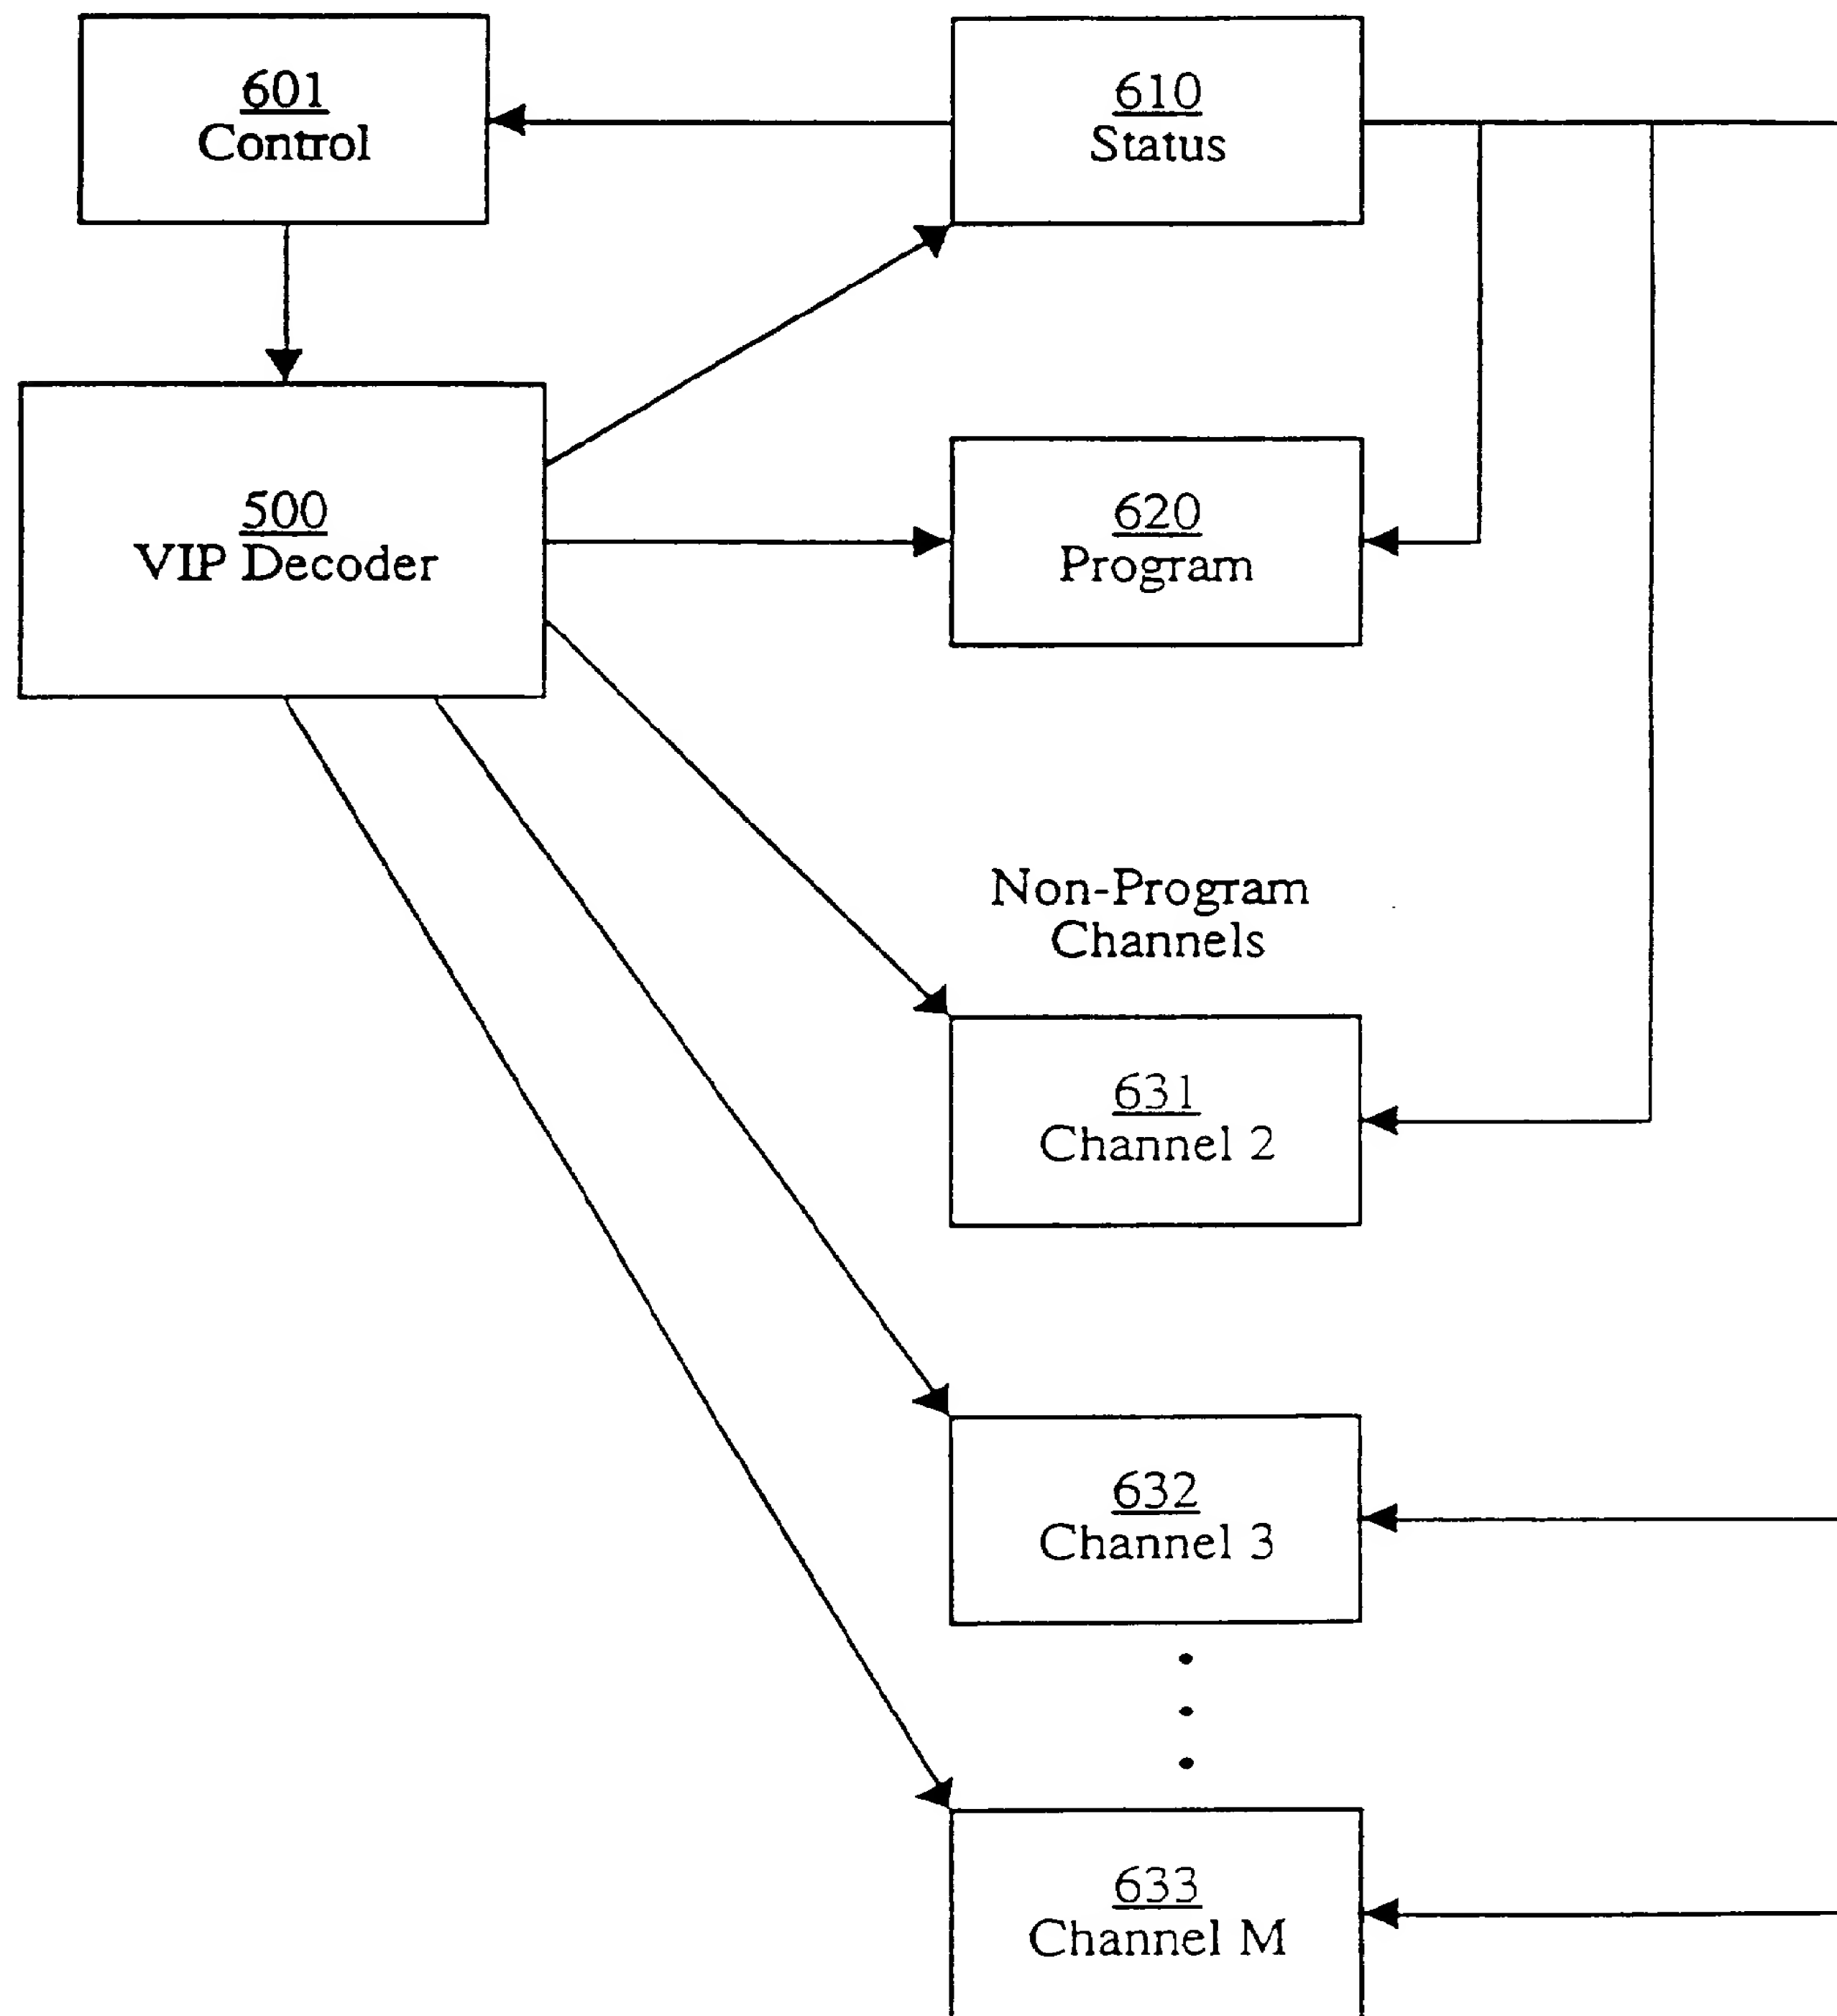 601
Control
610
Status
500
VIP Decoder
620
Program
Non-Program
Channels
631
Channel 2
632
Channel 3
633
Channel M